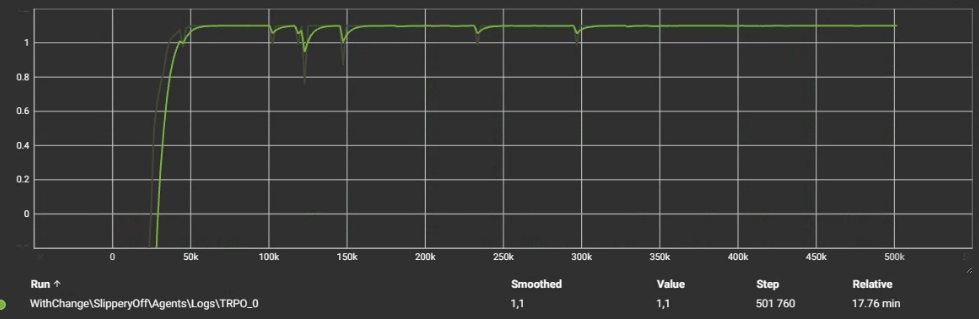 1
0.8
0.6
0.4
0.2
0
0 50k 100k 150k 200k 250k 300k 350k 400k 450k 500k
Run ↑ Smoothed Value Step Relative
WithChange\SlipperyOff\Agents\Logs\TRPO_0 1,1 1,1 501 760 17.76 min